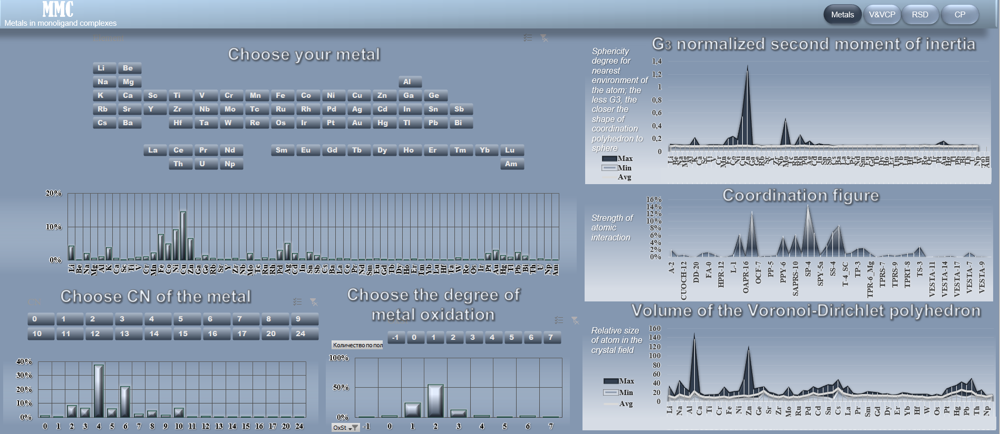 MMC
Metals in monoligand complexes
Metals V&VCP RSD CP
Element
Choose your metal
Li Be
Na Mg Al
K Ca Sc Ti V Cr Mn Fe Co Ni Cu Zn Ga Ge
Rb Sr Y Zr Nb Mo Tc Ru Rh Pd Ag Cd In Sn Sb
Cs Ba Hf Ta W Re Os Ir Pt Au Hg Tl Pb Bi
La Ce Pr Nd Sm Eu Gd Tb Dy Ho Er Tm Yb Lu
Th U Np Am
20%
10%
0%
Li Be Na Mg Al K Ca Sc Ti V Cr Mn Fe Co Ni Cu Zn Ga Ge Rb Sr Y Zr Nb Mo Tc Ru Rh Pd Ag Cd In Sn Sb Cs Ba La Ce Pr Nd Sm Eu Gd Tb Dy Ho Er Tm Yb Lu Hf Ta W Re Os Ir Pt Au Hg Tl Pb Bi Th U Np Am
CN
Choose CN of the metal
0 1 2 3 4 5 6 7 8 9
10 11 12 13 14 15 16 17 20 24
40%
30%
20%
10%
0%
0 1 2 3 4 5 6 7 8 9 10 11 12 13 14 15 16 17 20 24
Choose the degree of
metal oxidation
-1 0 1 2 3 4 5 6 7
Количество по пол
100%
50%
0%
OxSt
-1 0 1 2 3 4 5 6 7
G3 normalized second moment of inertia
Sphericity
degree for
nearest
environment of
the atom; the
less G3, the
closer the
shape of
coordination
polyhedron to
sphere
1,4
1,2
1
0,8
0,6
0,4
0,2
0
Max
Min
Avg
Coordination figure
Strength of
atomic
interaction
16%
14%
12%
10%
8%
6%
4%
2%
0%
A-2 CUOCH-12 DD-20 FA-0 HPR-12 L-1 OAPR-16 OCF-7 PP-5 PPY-6 SAPRS-10 SP-4 SPY-5a SS-4 T-4_SC TP-3 TPR-6_Mg TPRS-7 TPRS-9 TPRT-8 TS-3 VESTA-11 VESTA-14 VESTA-17 VESTA-7 VESTA-9
Volume of the Voronoi-Dirichlet polyhedron
Relative size
of atom in the
crystal field
160
140
120
100
80
60
40
20
0
Max
Min
Avg
Li Na Al Ca Ti Cr Fe Ni Zn Ge Sr Zr Mo Ru Pd Cd Sn Cs La Pr Sm Gd Dy Er Yb Hf W Os Pt Hg Pb Th Np